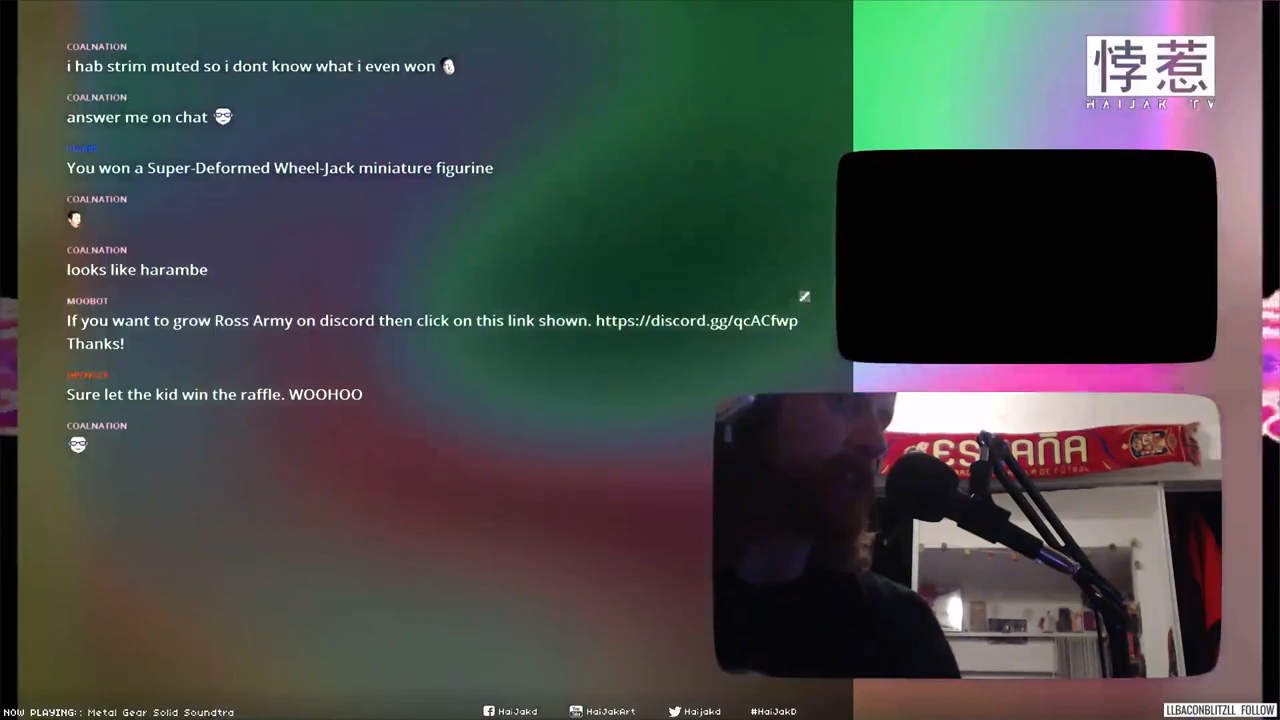 COALNATION
i hab strim muted so i dont know what i even won
COALNATION
answer me on chat
You won a Super-Deformed Wheel-Jack miniature figurine
COALNATION
COALNATION
looks like harambe
MOOBOT
If you want to grow Ross Army on discord then click on this link shown. https://discord.gg/qcACfwp
Thanks!
Sure let the kid win the raffle. WOOHOO
COALNATION
悖惹
HAIJAK TV
ESPAÑA
DE FÚTBOL
NOW PLAYING: Metal Gear Solid Soundtra
HaiJakd
HaiJakArt
Haijakd
#HaiJakD
LLBACONBLITZLL FOLLOW